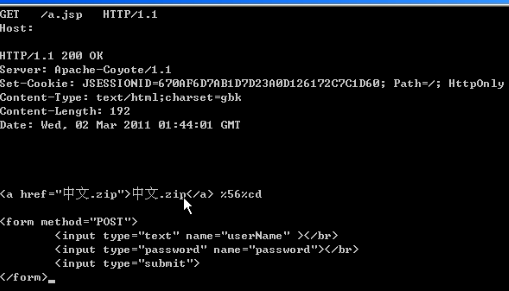 GET   /a.jsp   HTTP/1.1
Host:
HTTP/1.1 200 OK
Server: Apache-Coyote/1.1
Set-Cookie: JSESSIONID=670AF6D7AB1D7D23A0D126172C7C1D60; Path=/; HttpOnly
Content-Type: text/html;charset=gbk
Content-Length: 192
Date: Wed, 02 Mar 2011 01:44:01 GMT
<a href="中文.zip">中文.zip</a> %56%cd
<form method="POST">
        <input type="text" name="userName" ></br>
        <input type="password" name="password"></br>
        <input type="submit">
</form>